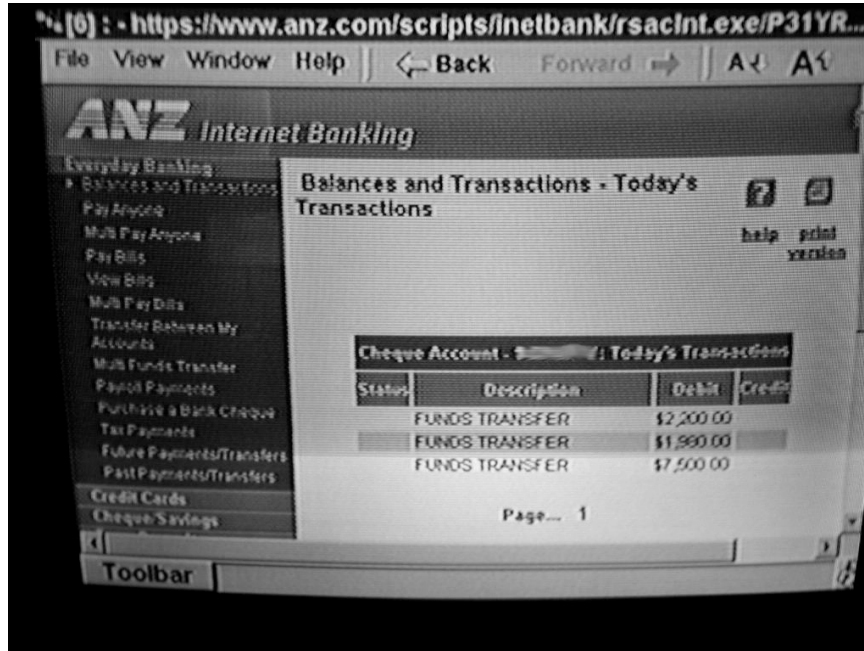 [6] : - https://www.anz.com/scripts/inetbank/rsacint.exe/P31YR...
File View Window Help Back Forward A A
ANZ Internet Banking
Everyday Banking
Balances and Transactions
Pay Anyone
Multi Pay Anyone
Pay Bills
View Bills
Multi Pay Bills
Transfer Between My
Accounts
Multi Funds Transfer
Payroll Payments
Purchase a Bank Cheque
Tax Payments
Future Payments/Transfers
Past Payments/Transfers
Credit Cards
Cheque/Savings
Balances and Transactions - Today's
Transactions
help print
version
Cheque Account - : Today's Transactions
Status Description Debit Credit
FUNDS TRANSFER $2,200.00
FUNDS TRANSFER $1,980.00
FUNDS TRANSFER $7,500.00
Page... 1
Toolbar